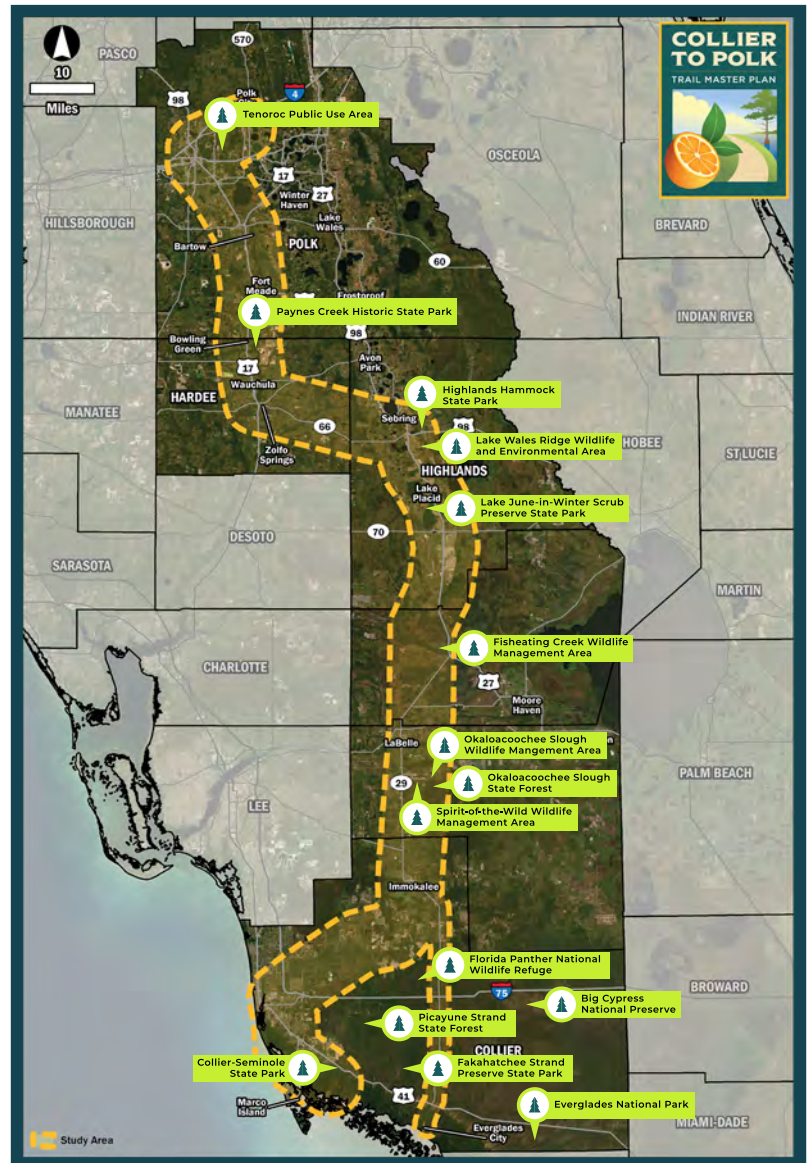 COLLIER
TO POLK
TRAIL MASTER PLAN
10
Miles
PASCO
570
98
Polk
4
Tenoroc Public Use Area
OSCEOLA
17
Winter
Haven
27
Lake
Wales
HILLSBOROUGH
BREVARD
Bartow
POLK
60
Fort
Meade
Frostproof
Paynes Creek Historic State Park
INDIAN RIVER
98
Bowling
Green
Avon
Park
17
Wauchula
HARDEE
Highlands Hammock
State Park
MANATEE
Sebring
98
66
Lake Wales Ridge Wildlife
and Environmental Area
HOBEE
ST LUCIE
Zolfo
Springs
HIGHLANDS
Lake
Placid
Lake June-in-Winter Scrub
Preserve State Park
70
DESOTO
SARASOTA
MARTIN
Fisheating Creek Wildlife
Management Area
CHARLOTTE
27
Moore
Haven
LaBelle
Okaloacoochee Slough
Wildlife Mangement Area
PALM BEACH
29
Okaloacoochee Slough
State Forest
LEE
Spirit-of-the-Wild Wildlife
Management Area
Immokalee
Florida Panther National
Wildlife Refuge
BROWARD
75
Big Cypress
National Preserve
Picayune Strand
State Forest
COLLIER
Collier-Seminole
State Park
Fakahatchee Strand
Preserve State Park
41
Marco
Island
Everglades National Park
Everglades
City
MIAMI-DADE
Study Area